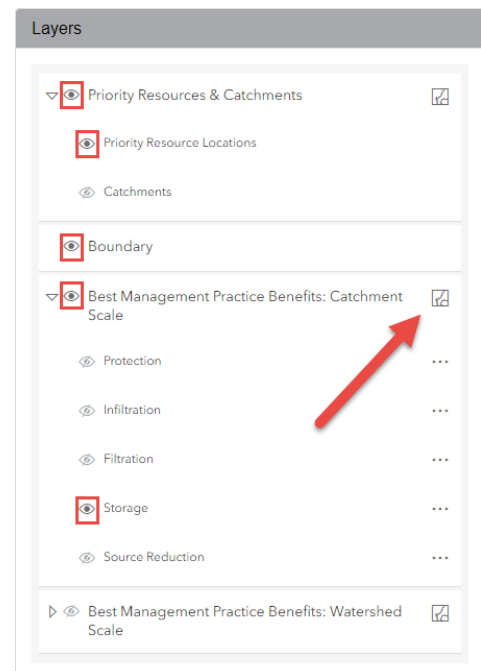 Layers
Priority Resources & Catchments
Priority Resource Locations
Catchments
Boundary
Best Management Practice Benefits: Catchment
Scale
Protection
Infiltration
Filtration
Storage
Source Reduction
Best Management Practice Benefits: Watershed
Scale